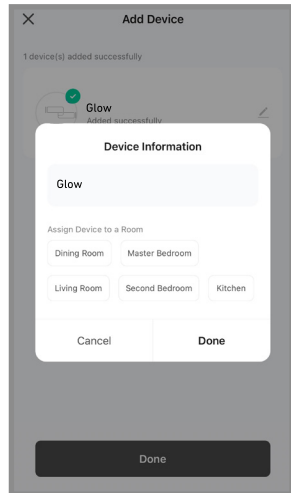 Add Device
1 device(s) added successfully
Glow
Added successfully
Device Information
Glow
Assign Device to a Room
Dining Room Master Bedroom
Living Room Second Bedroom Kitchen
Cancel Done
Done